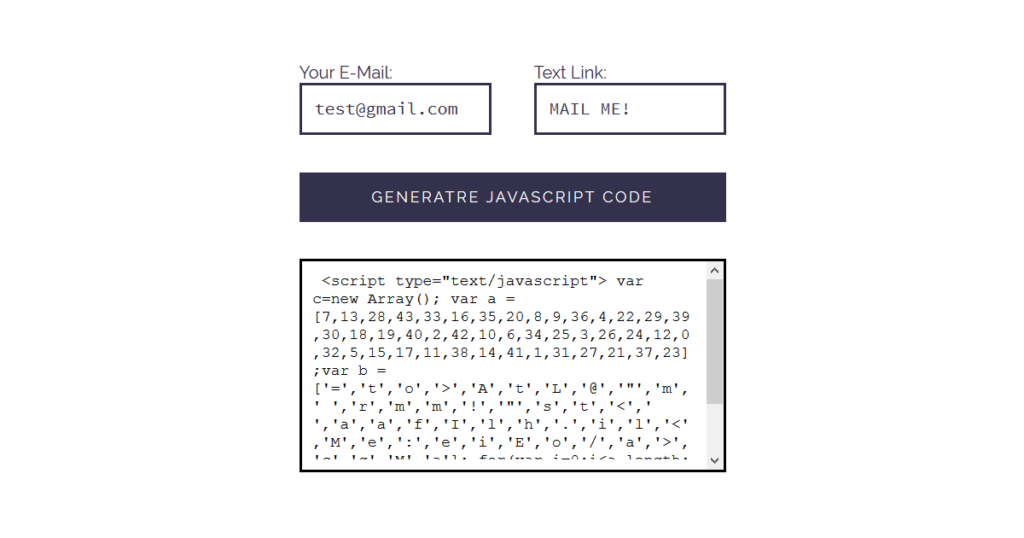 Your E-Mail:
Text Link:
test@gmail.com
MAIL ME!
GENERATRE JAVASCRIPT CODE
<script type="text/javascript"> var
c=new Array(); var a =
[7,13,28,43,33,16,35,20,8,9,36,4,22,29,39
,30,18,19,40,2,42,10,6,34,25,3,26,24,12,0
,32,5,15,17,11,38,14,41,1,31,27,21,37,23]
;var b =
['=','t','o','>','A','t','L','@','"','m',
' ','r','m','m','!','"','s','t','<','
','a','a','f','I','l','h','.','i','l','<'
,'M','e',':','e','i','E','o','/','a','>',